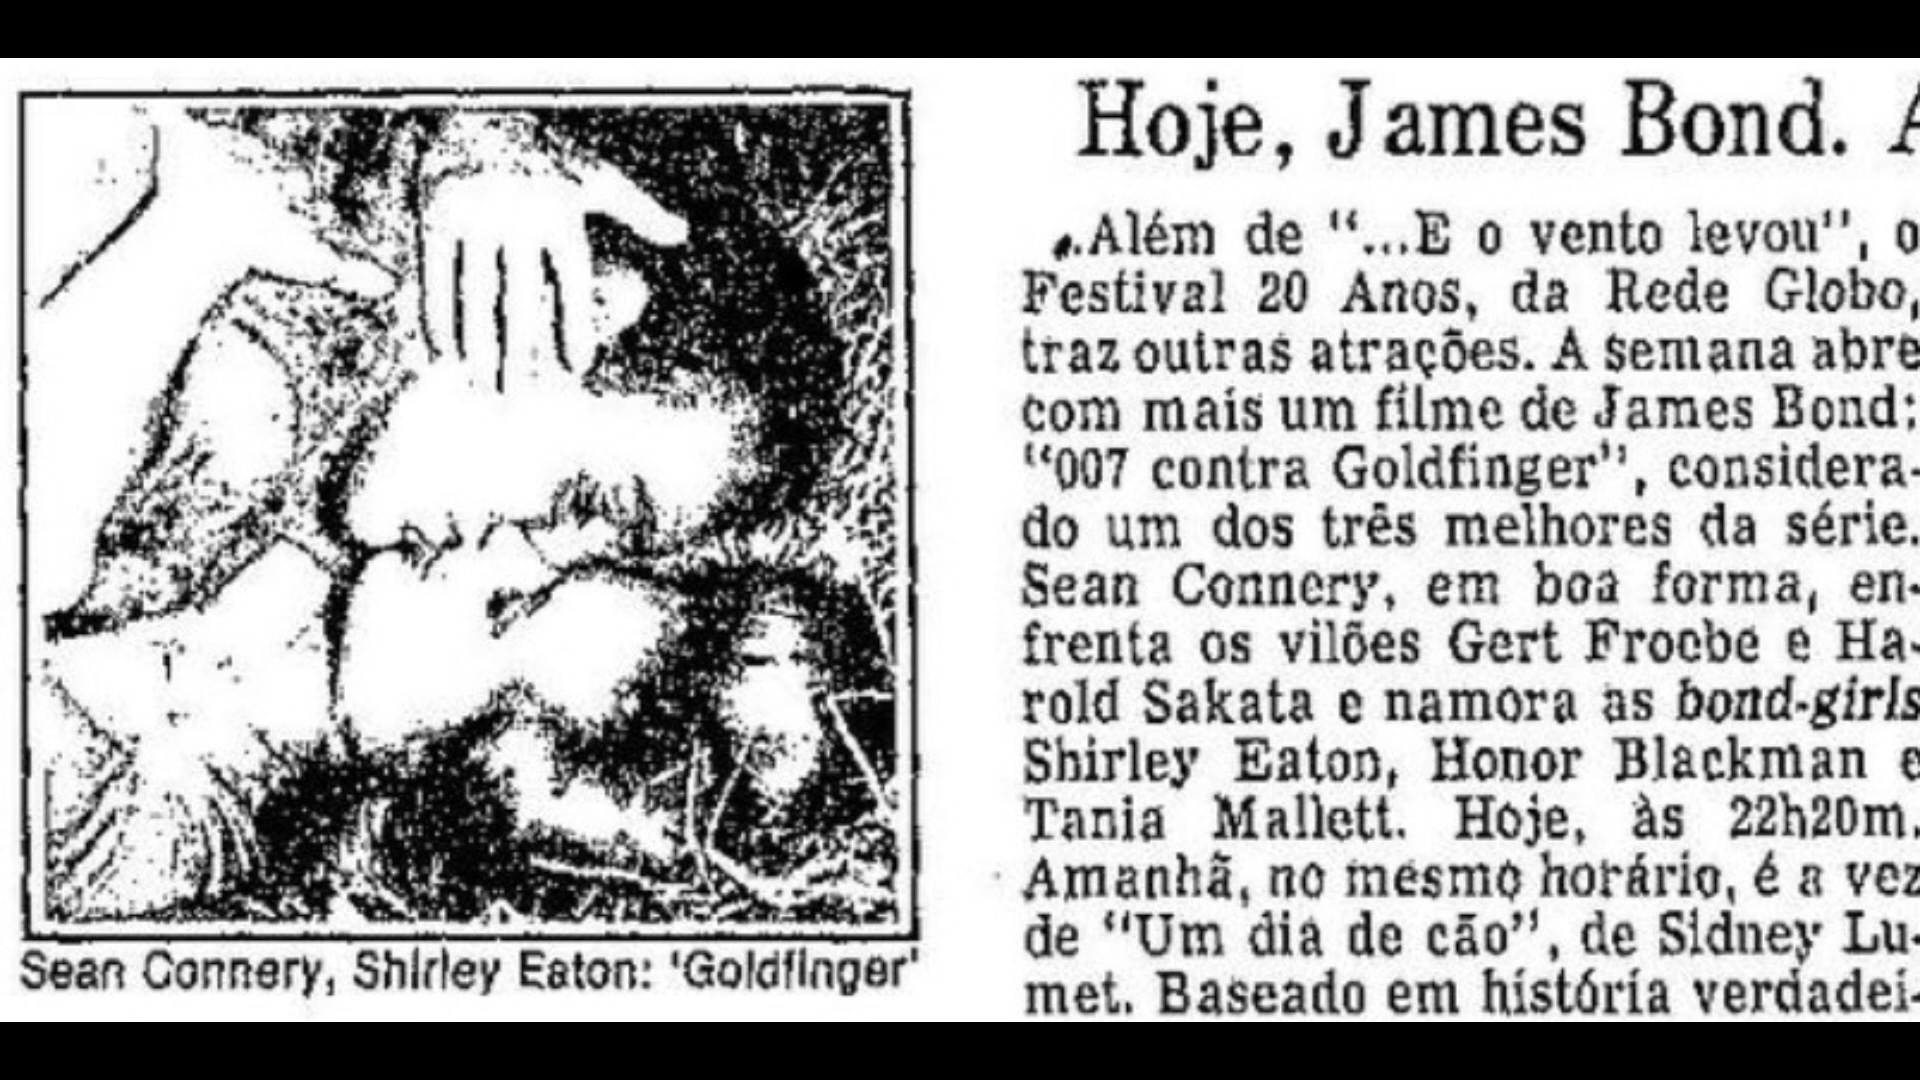 Hoje, James Bond. A
Além de "...E o vento levou", o
Festival 20 Anos, da Rede Globo,
traz outras atrações. A semana abre
com mais um filme de James Bond:
"007 contra Goldfinger", considera-
do um dos três melhores da série.
Sean Connery, em boa forma, en-
frenta os vilões Gert Froebe e Ha-
rold Sakata e namora as bond-girls
Shirley Eaton, Honor Blackman e
Tania Mallett. Hoje, às 22h20m.
Amanhã, no mesmo horário, é a vez
de "Um dia de cão", de Sidney Lu-
met. Baseado em história verdadei-
Sean Connery, Shirley Eaton: 'Goldfinger'